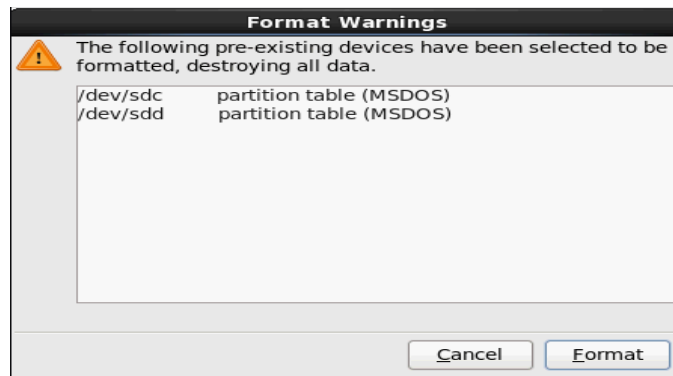 Format Warnings
The following pre-existing devices have been selected to be
formatted, destroying all data.
/dev/sdc partition table (MSDOS)
/dev/sdd partition table (MSDOS)
Cancel Format